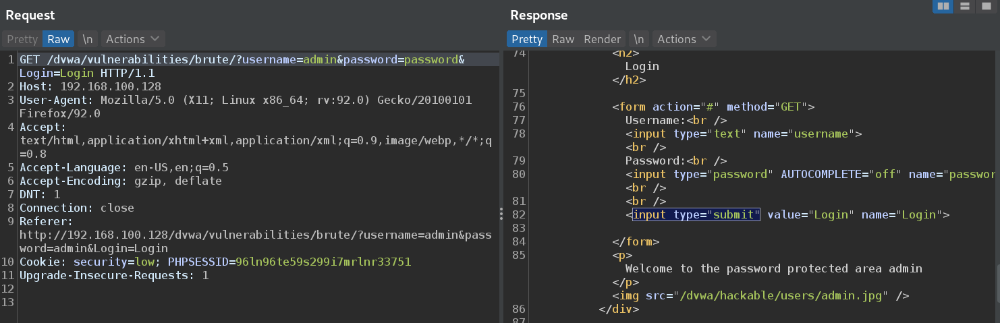 Request
Pretty Raw \n Actions
1 GET /dvwa/vulnerabilities/brute/?username=admin&password=password&
Login=Login HTTP/1.1
2 Host: 192.168.100.128
3 User-Agent: Mozilla/5.0 (X11; Linux x86_64; rv:92.0) Gecko/20100101
Firefox/92.0
4 Accept:
text/html,application/xhtml+xml,application/xml;q=0.9,image/webp,*/*;q
=0.8
5 Accept-Language: en-US,en;q=0.5
6 Accept-Encoding: gzip, deflate
7 DNT: 1
8 Connection: close
9 Referer:
http://192.168.100.128/dvwa/vulnerabilities/brute/?username=admin&pass
word=admin&Login=Login
10 Cookie: security=low; PHPSESSID=96ln96te59s299i7mrlnr33751
11 Upgrade-Insecure-Requests: 1
12
13
Response
Pretty Raw Render \n Actions
74 <h2>
Login
</h2>
75
76 <form action="#" method="GET">
77 Username:<br />
78 <input type="text" name="username">
<br />
79 Password:<br />
80 <input type="password" AUTOCOMPLETE="off" name="passwor
<br />
81 <br />
82 <input type="submit" value="Login" name="Login">
83
84 </form>
85 <p>
Welcome to the password protected area admin
</p>
<img src="/dvwa/hackable/users/admin.jpg" />
86 </div>
87